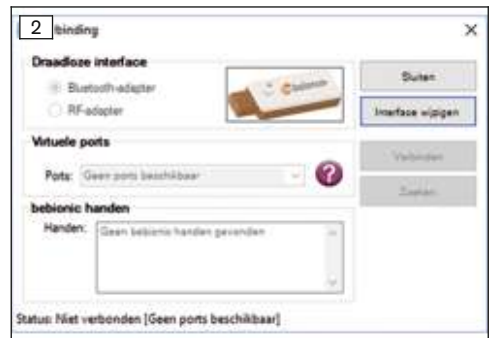 2 binding
Draadloze interface
Bluetooth-adapter
RF-adapter
bebionic
Sluiten
Interface wijzigen
Virtuele ports
Ports: Geen ports beschikbaar
?
Verbinden
Zoeken
bebionic handen
Handen: Geen bebionic handen gevonden
Status: Niet verbonden [Geen ports beschikbaar]